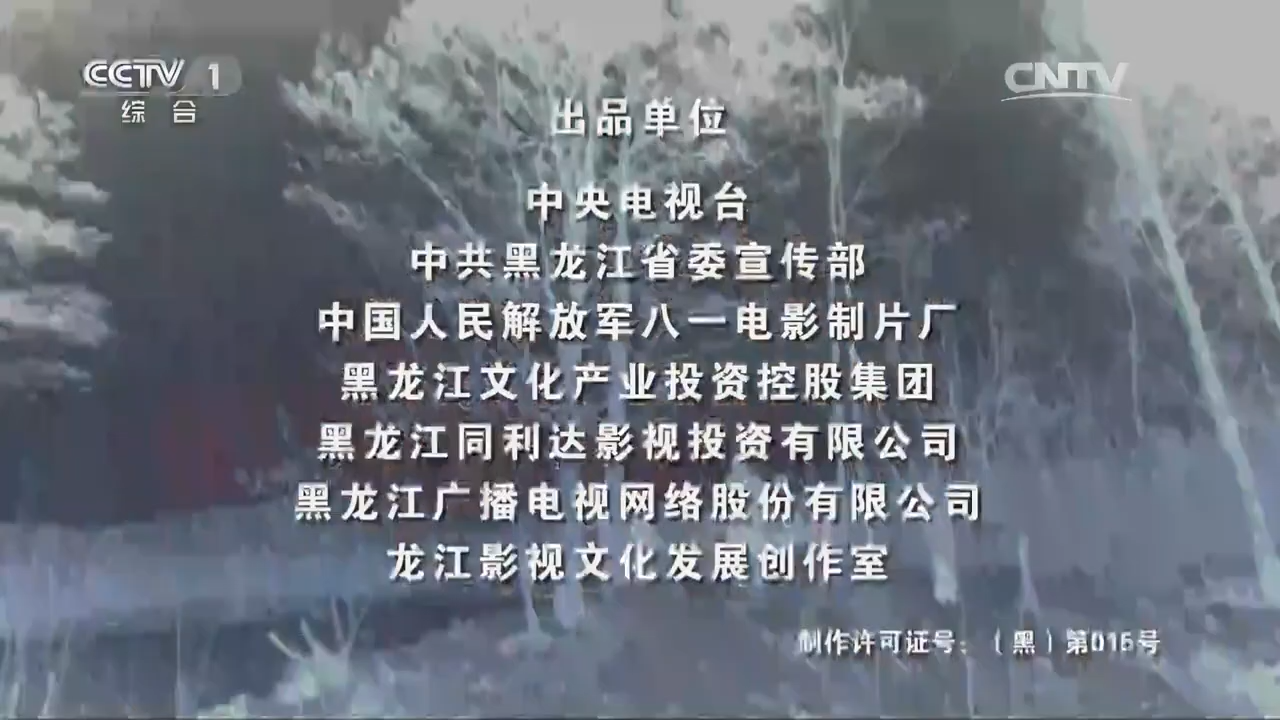 CCTV 1
综合
CNTV
出品单位
中央电视台
中共黑龙江省委宣传部
中国人民解放军八一电影制片厂
黑龙江文化产业投资控股集团
黑龙江同利达影视投资有限公司
黑龙江广播电视网络股份有限公司
龙江影视文化发展创作室
制作许可证号：（黑）第016号